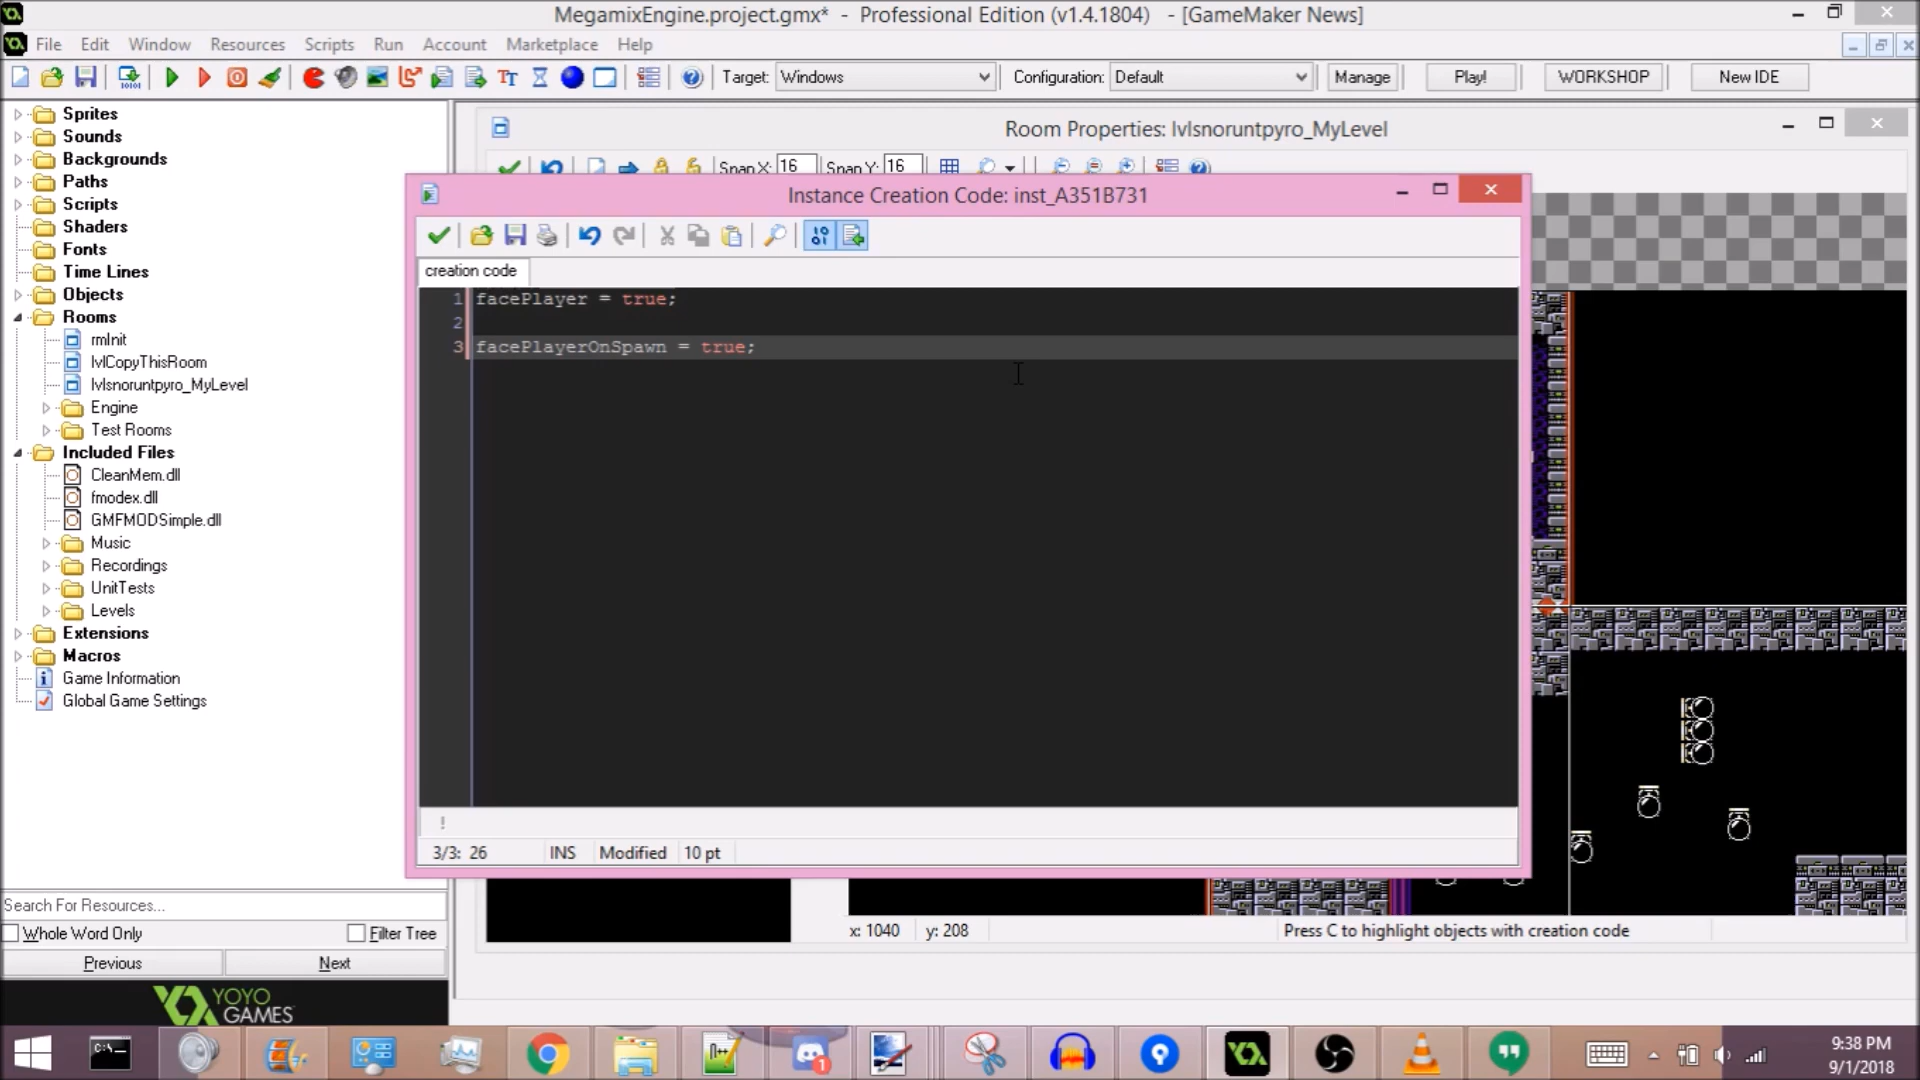 MegamixEngine.project.gmx* - Professional Edition (v1.4.1804) - [GameMaker News]
File Edit Window Resources Scripts Run Account Marketplace Help
Target: Windows Configuration: Default Manage Play! WORKSHOP New IDE
Sprites
Sounds
Backgrounds
Paths
Scripts
Shaders
Fonts
Time Lines
Objects
Rooms
rmInit
lvlCopyThisRoom
lvlsnoruntpyro_MyLevel
Engine
Test Rooms
Included Files
CleanMem.dll
fmodex.dll
GMFMODSimple.dll
Music
Recordings
UnitTests
Levels
Extensions
Macros
Game Information
Global Game Settings
Search For Resources...
Whole Word Only Filter Tree
Previous Next
YOYO
GAMES
Room Properties: lvlsnoruntpyro_MyLevel
Snap X: 16 Snap Y: 16
Instance Creation Code: inst_A351B731
creation code
1 facePlayer = true;
2
3 facePlayerOnSpawn = true;
3/3: 26 INS Modified 10 pt
x: 1040 y: 208 Press C to highlight objects with creation code
9:38 PM
9/1/2018